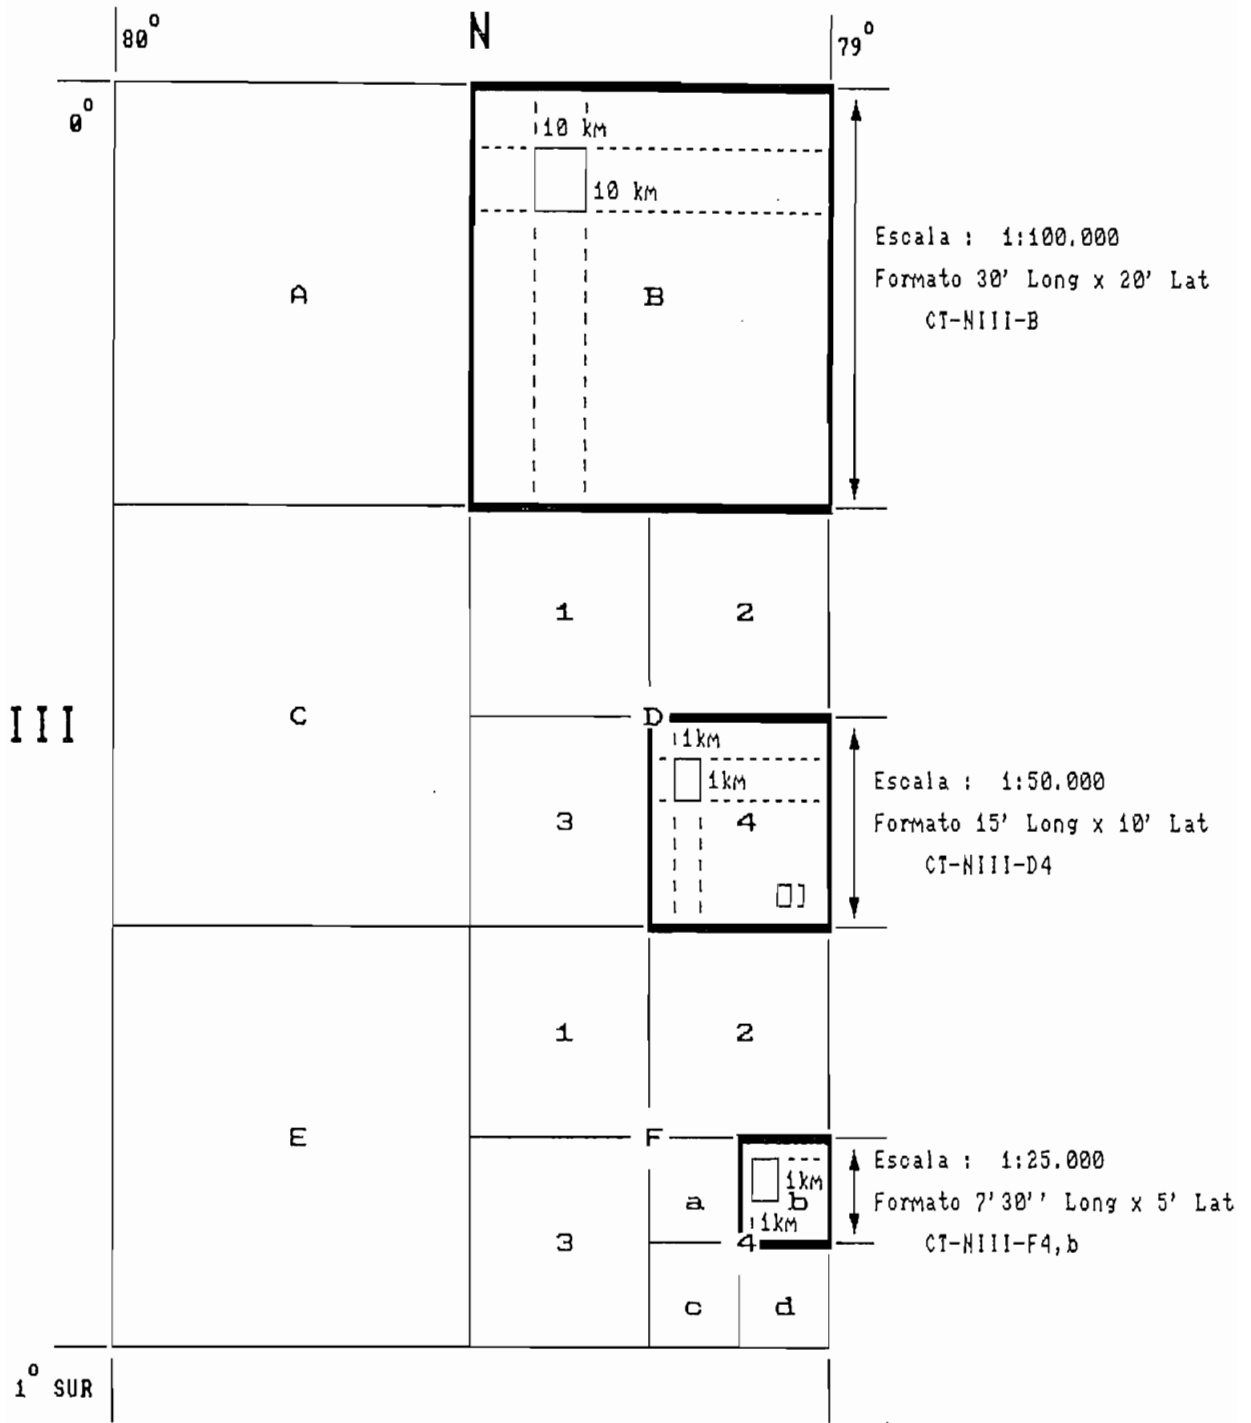 80°
N
79°
0°
10 km
10 km
A
B
Escala : 1:100.000
Formato 30' Long x 20' Lat
CT-NIII-B
1
2
III
C
D
1km
1km
3
4
Escala : 1:50.000
Formato 15' Long x 10' Lat
CT-NIII-D4
1
2
E
F
a
b
1km
1km
3
4
Escala : 1:25.000
Formato 7'30'' Long x 5' Lat
CT-NIII-F4,b
c
d
1° SUR